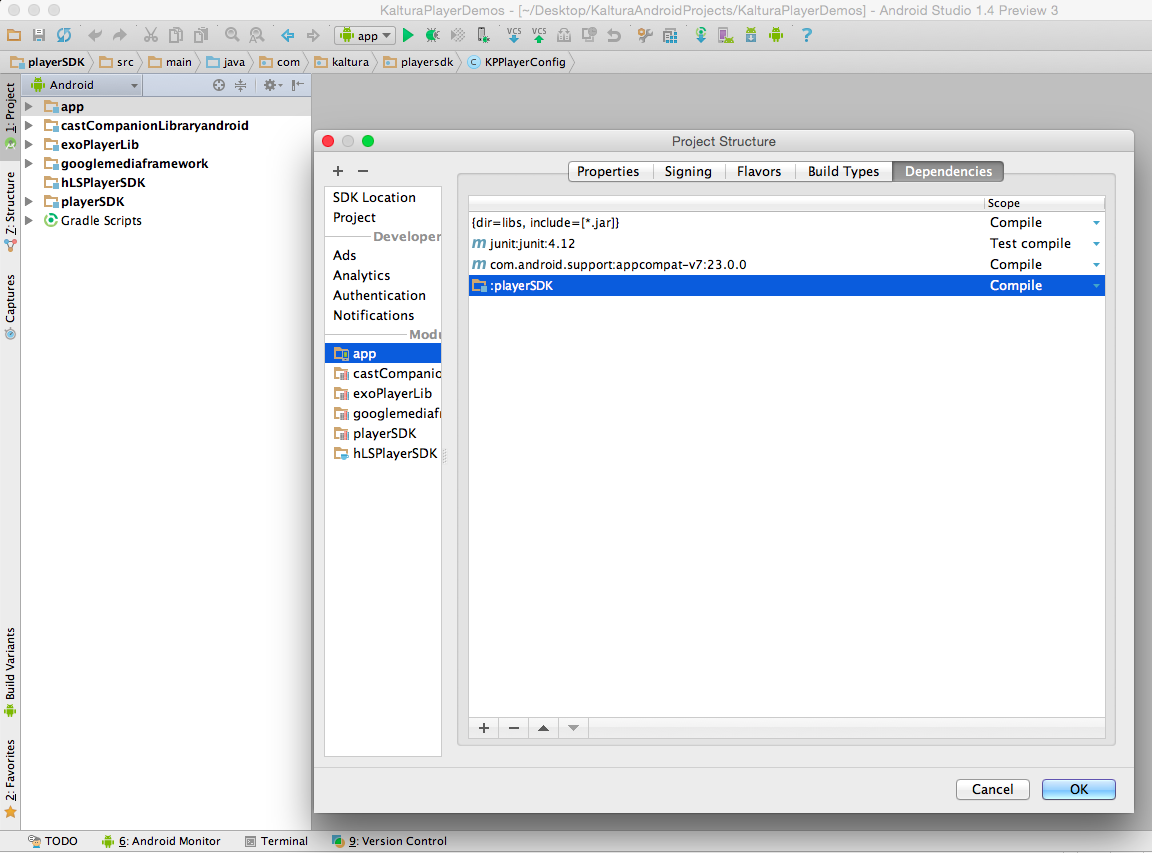 KalturaPlayerDemos - [~/Desktop/KalturaAndroidProjects/KalturaPlayerDemos] - Android Studio 1.4 Preview 3
app
VCS VCS
?
playerSDK src main java com kaltura playersdk C KPPlayerConfig
1: Project
Z: Structure
Captures
Build Variants
2: Favorites
Android
app
castCompanionLibraryandroid
exoPlayerLib
googlemediaframework
hLSPlayerSDK
playerSDK
Gradle Scripts
Project Structure
SDK Location
Project
Developer
Ads
Analytics
Authentication
Notifications
Modu
app
castCompanio
exoPlayerLib
googlemediafr
playerSDK
hLSPlayerSDK
Properties Signing Flavors Build Types Dependencies
Scope
{dir=libs, include=[*.jar]} Compile
m junit:junit:4.12 Test compile
m com.android.support:appcompat-v7:23.0.0 Compile
:playerSDK Compile
Cancel OK
TODO 6: Android Monitor Terminal 9: Version Control